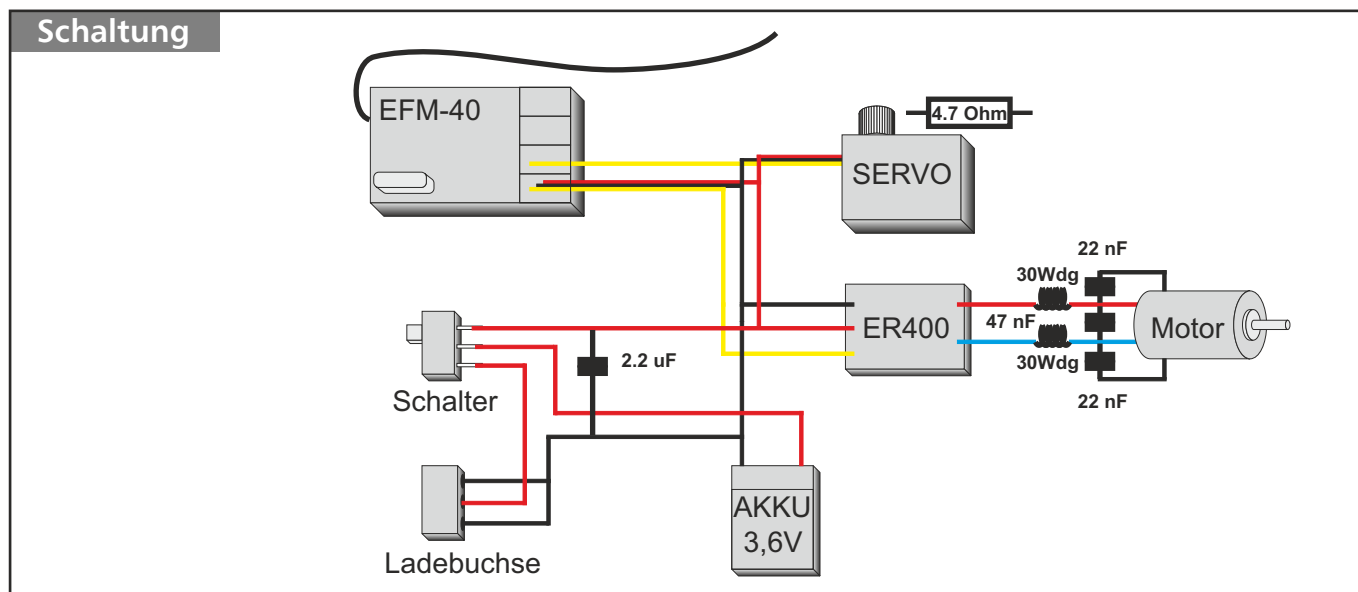 Schaltung
EFM-40
4.7 Ohm
SERVO
22 nF
30Wdg
ER400
47 nF
Motor
30Wdg
22 nF
2.2 uF
Schalter
AKKU
3,6V
Ladebuchse